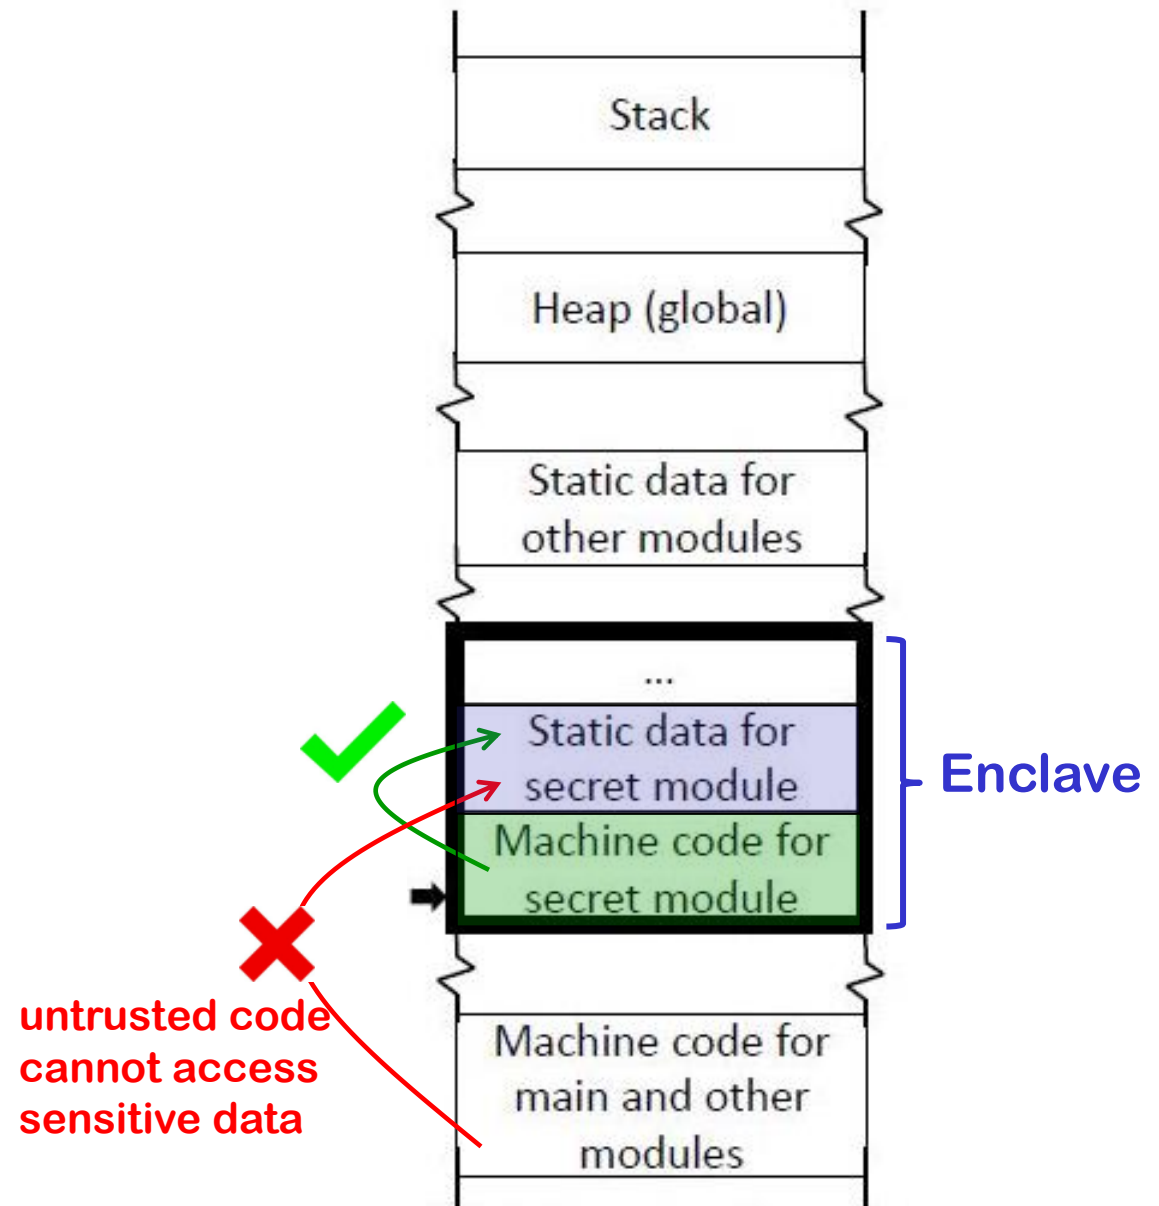 Stack
Heap (global)
Static data for
other modules
...
Static data for
secret module
Enclave
Machine code for
secret module
untrusted code
cannot access
sensitive data
Machine code for
main and other
modules